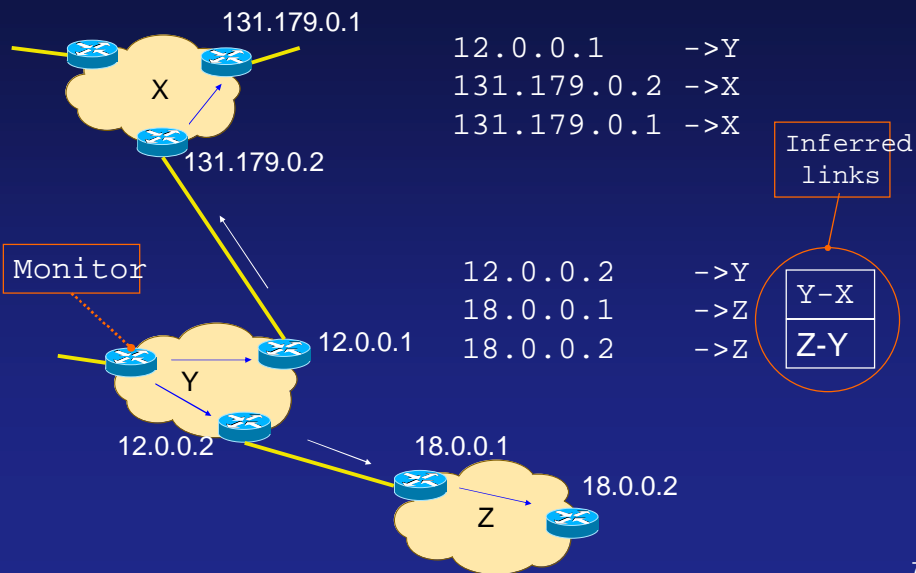 131.179.0.1
X
131.179.0.2
12.0.0.1 ->Y
131.179.0.2 ->X
131.179.0.1 ->X
Inferred
links
Monitor
12.0.0.2 ->Y
18.0.0.1 ->Z
18.0.0.2 ->Z
Y-X
Z-Y
12.0.0.1
Y
12.0.0.2
18.0.0.1
18.0.0.2
Z